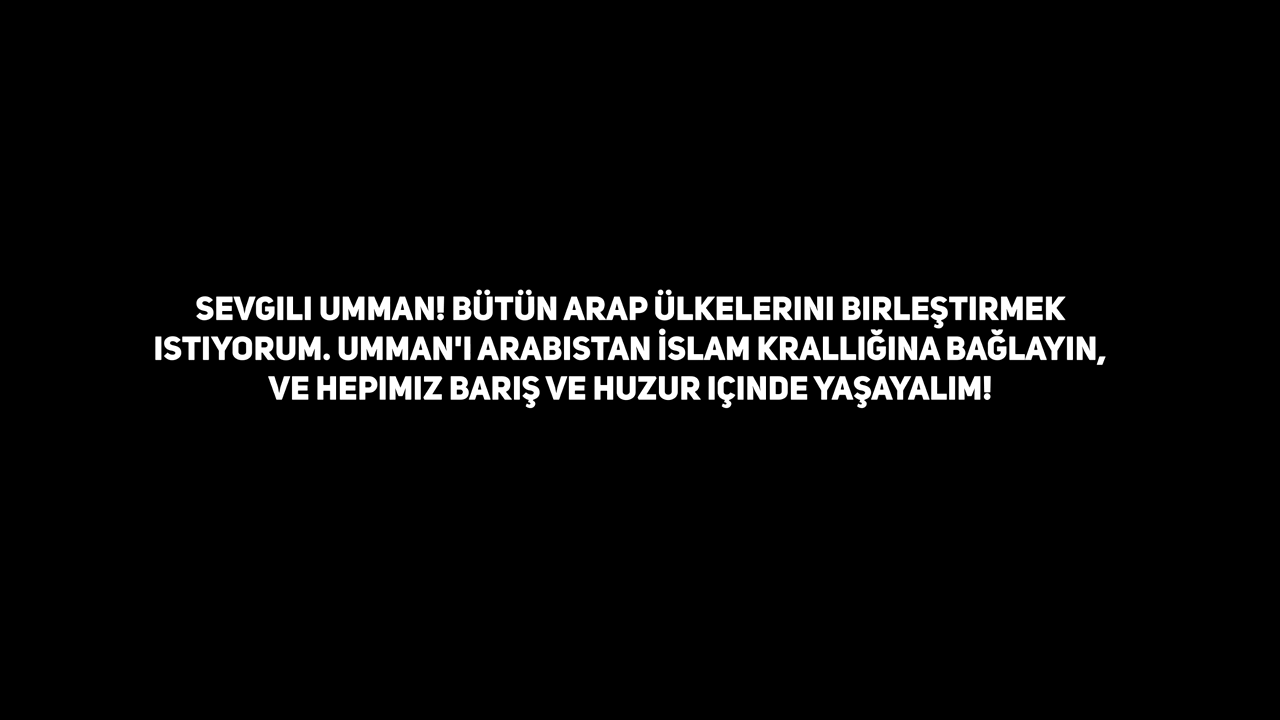 SEVGILI UMMAN! BÜTÜN ARAP ÜLKELERINI BIRLEŞTIRMEK
ISTIYORUM. UMMAN'I ARABISTAN İSLAM KRALLIĞINA BAĞLAYIN,
VE HEPIMIZ BARIŞ VE HUZUR IÇINDE YAŞAYALIM!